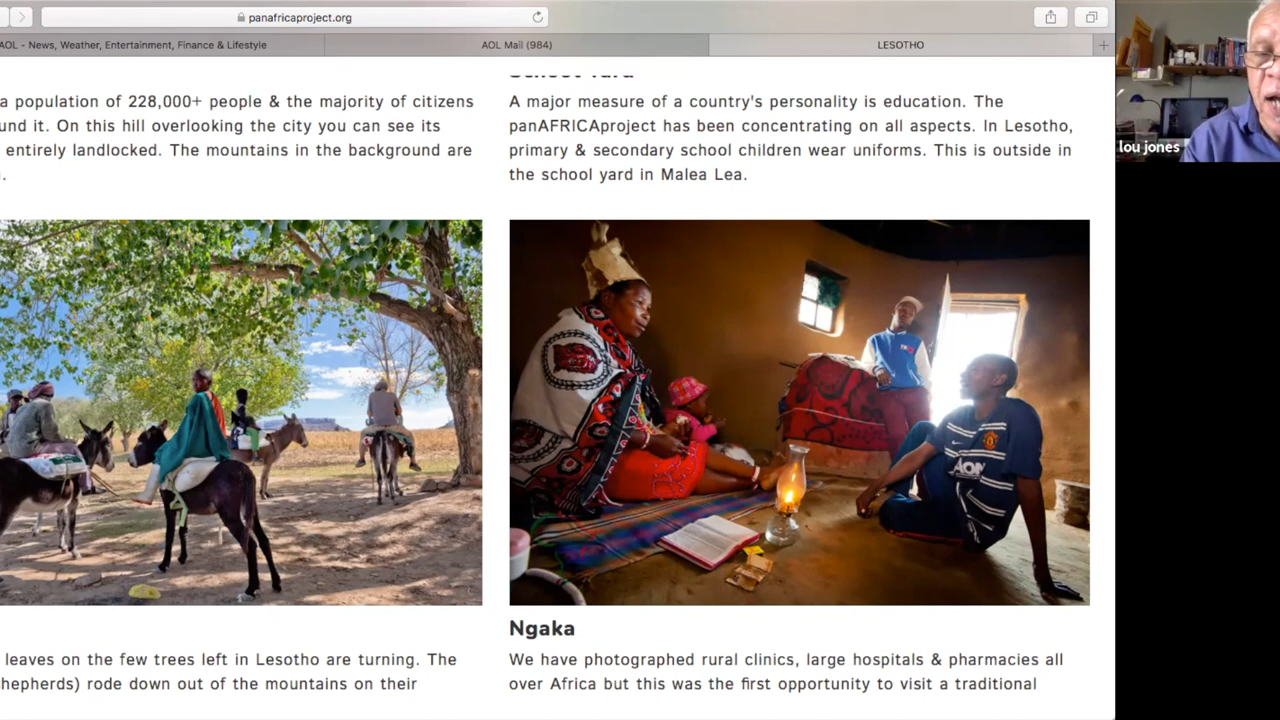 panafricaproject.org
AOL - News, Weather, Entertainment, Finance & Lifestyle
AOL Mail (984)
LESOTHO
a population of 228,000+ people & the majority of citizens
und it. On this hill overlooking the city you can see its
entirely landlocked. The mountains in the background are
.
School Yard
A major measure of a country's personality is education. The
panAFRICAproject has been concentrating on all aspects. In Lesotho,
primary & secondary school children wear uniforms. This is outside in
the school yard in Malea Lea.
lou jones
AON
leaves on the few trees left in Lesotho are turning. The
hepherds) rode down out of the mountains on their
Ngaka
We have photographed rural clinics, large hospitals & pharmacies all
over Africa but this was the first opportunity to visit a traditional